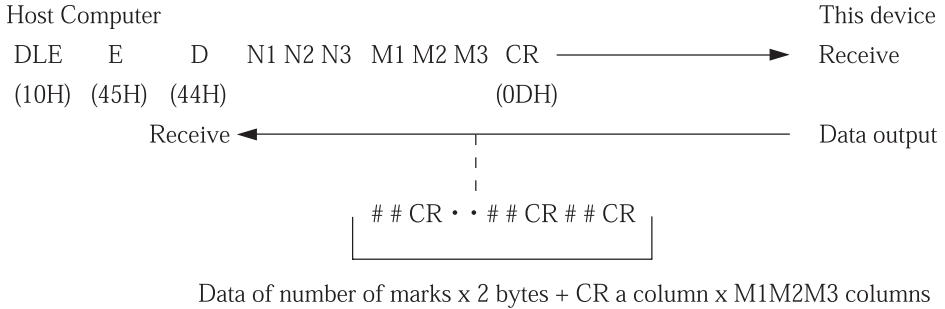 Host Computer This device
DLE E D N1 N2 N3 M1 M2 M3 CR Receive
(10H) (45H) (44H) (0DH)
Receive Data output
# # CR・・# # CR # # CR
Data of number of marks x 2 bytes + CR a column x M1M2M3 columns